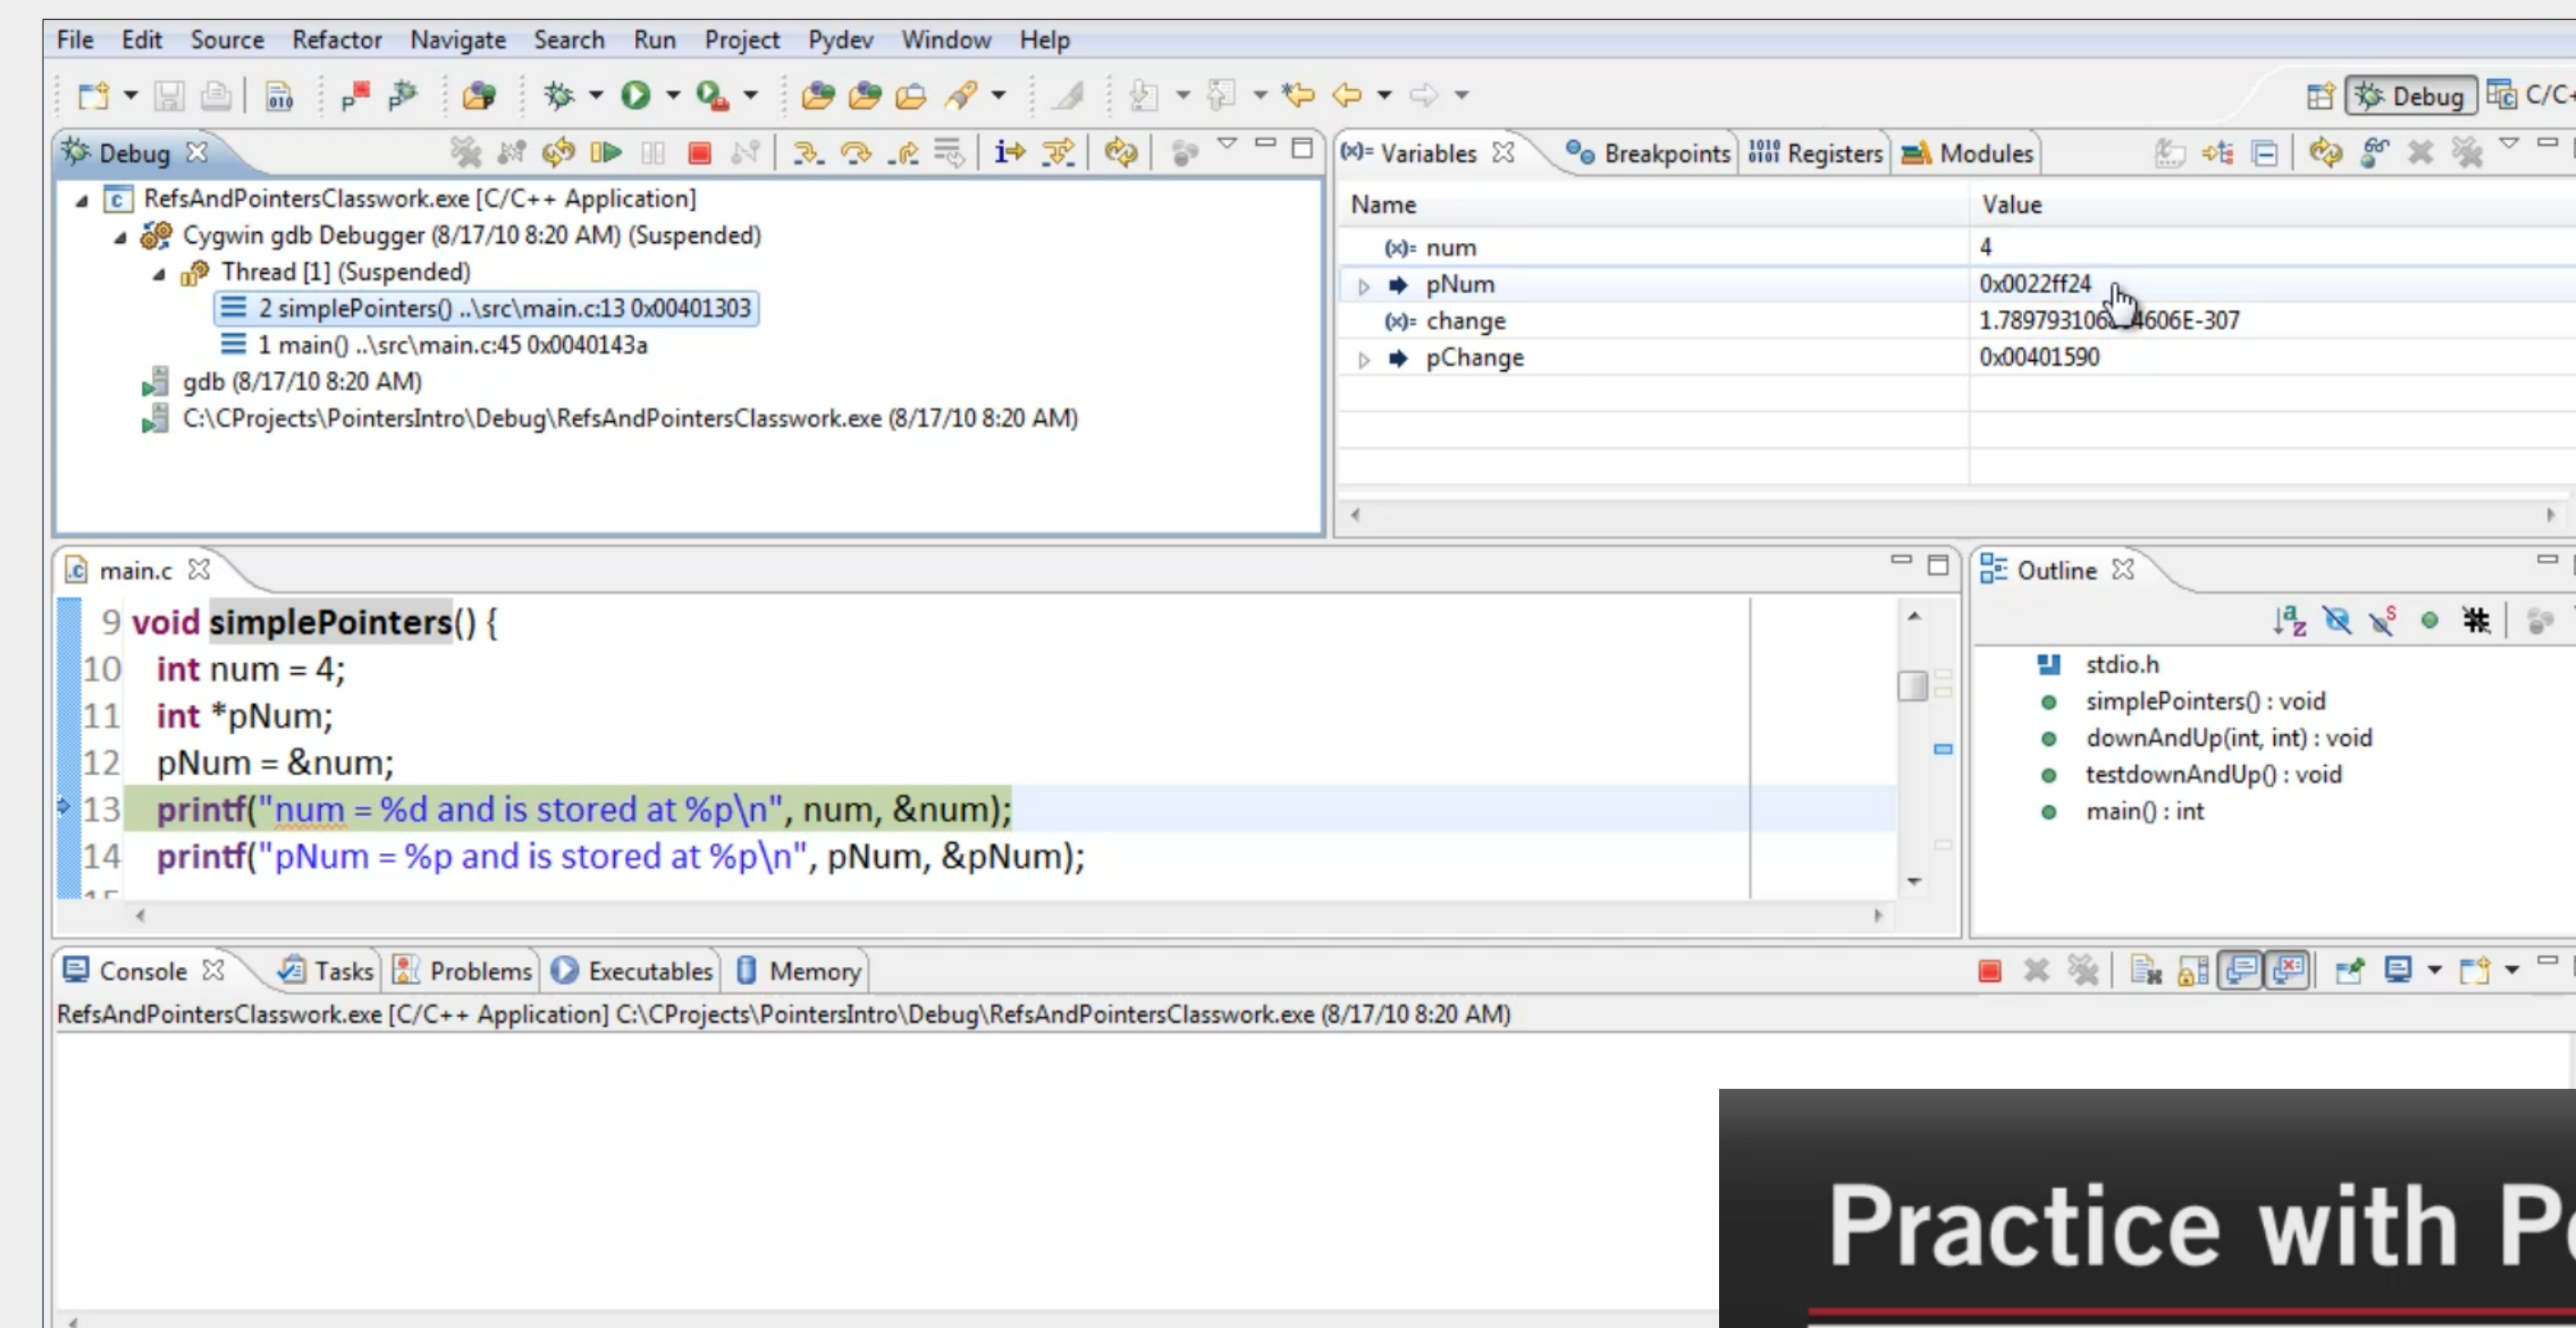 File Edit Source Refactor Navigate Search Run Project Pydev Window Help
Debug
Debug
Variables Breakpoints Registers Modules
RefsAndPointersClasswork.exe [C/C++ Application]
Cygwin gdb Debugger (8/17/10 8:20 AM) (Suspended)
Thread [1] (Suspended)
2 simplePointers() ..\src\main.c:13 0x00401303
1 main() ..\src\main.c:45 0x0040143a
gdb (8/17/10 8:20 AM)
C:\CProjects\PointersIntro\Debug\RefsAndPointersClasswork.exe (8/17/10 8:20 AM)
Name Value
(x)= num 4
pNum 0x0022ff24
(x)= change
pChange 0x00401590
main.c
9 void simplePointers() {
10 int num = 4;
11 int *pNum;
12 pNum = &num;
13 printf("num = %d and is stored at %p\n", num, &num);
14 printf("pNum = %p and is stored at %p\n", pNum, &pNum);
Outline
stdio.h
simplePointers() : void
downAndUp(int, int) : void
testdownAndUp() : void
main() : int
Console Tasks Problems Executables Memory
RefsAndPointersClasswork.exe [C/C++ Application] C:\CProjects\PointersIntro\Debug\RefsAndPointersClasswork.exe (8/17/10 8:20 AM)
Practice with